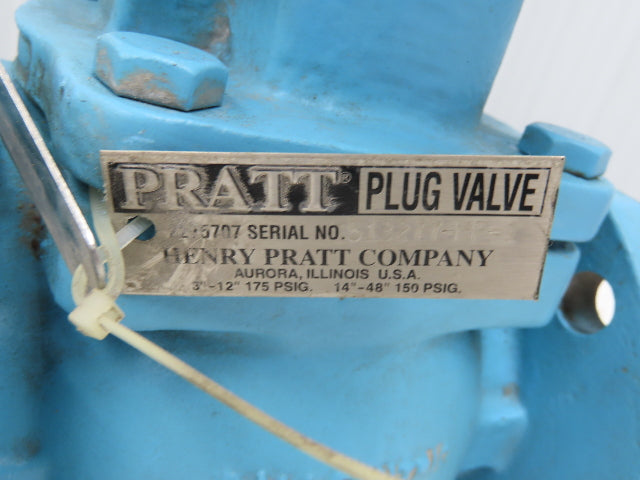 PRATT® PLUG VALVE
SERIAL NO.
HENRY PRATT COMPANY
AURORA, ILLINOIS U.S.A.
3"-12" 175 PSIG. 14"-48" 150 PSIG.